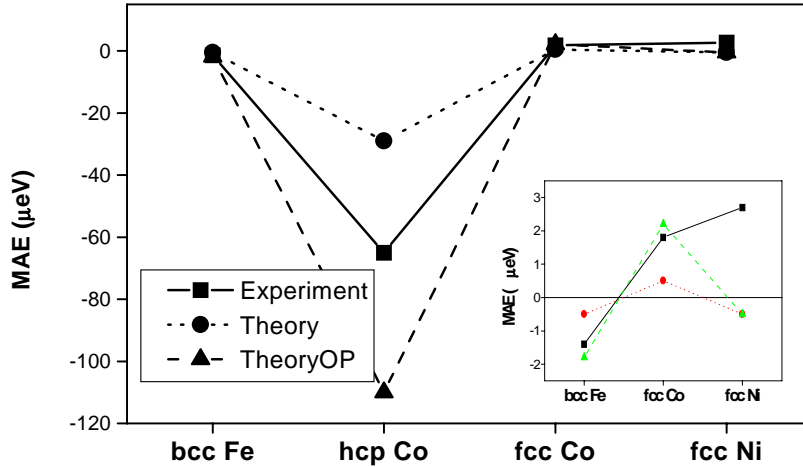 0
-20
-40
-60
-80
-100
-120
MAE (µeV)
Experiment
Theory
TheoryOP
bcc Fe hcp Co fcc Co fcc Ni
3
2
1
0
-1
-2
MAE ( µeV)
bcc Fe fcc Co fcc Ni